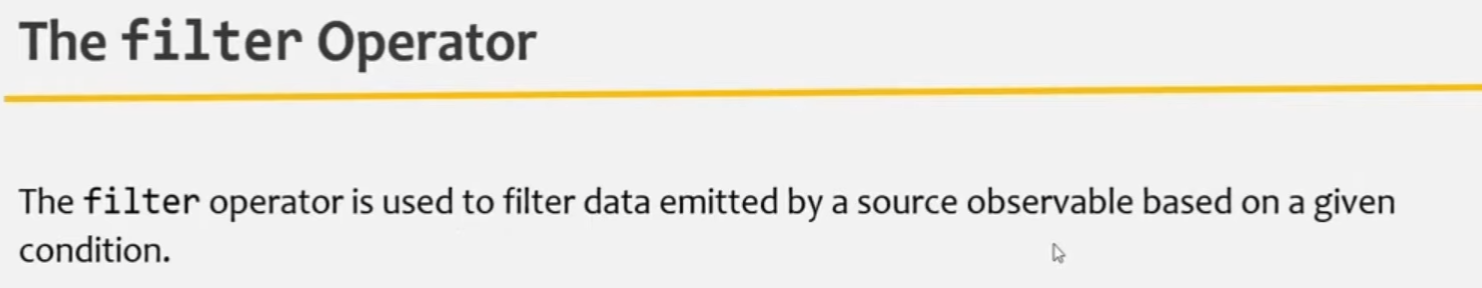 The filter Operator
The filter operator is used to filter data emitted by a source observable based on a given
condition.